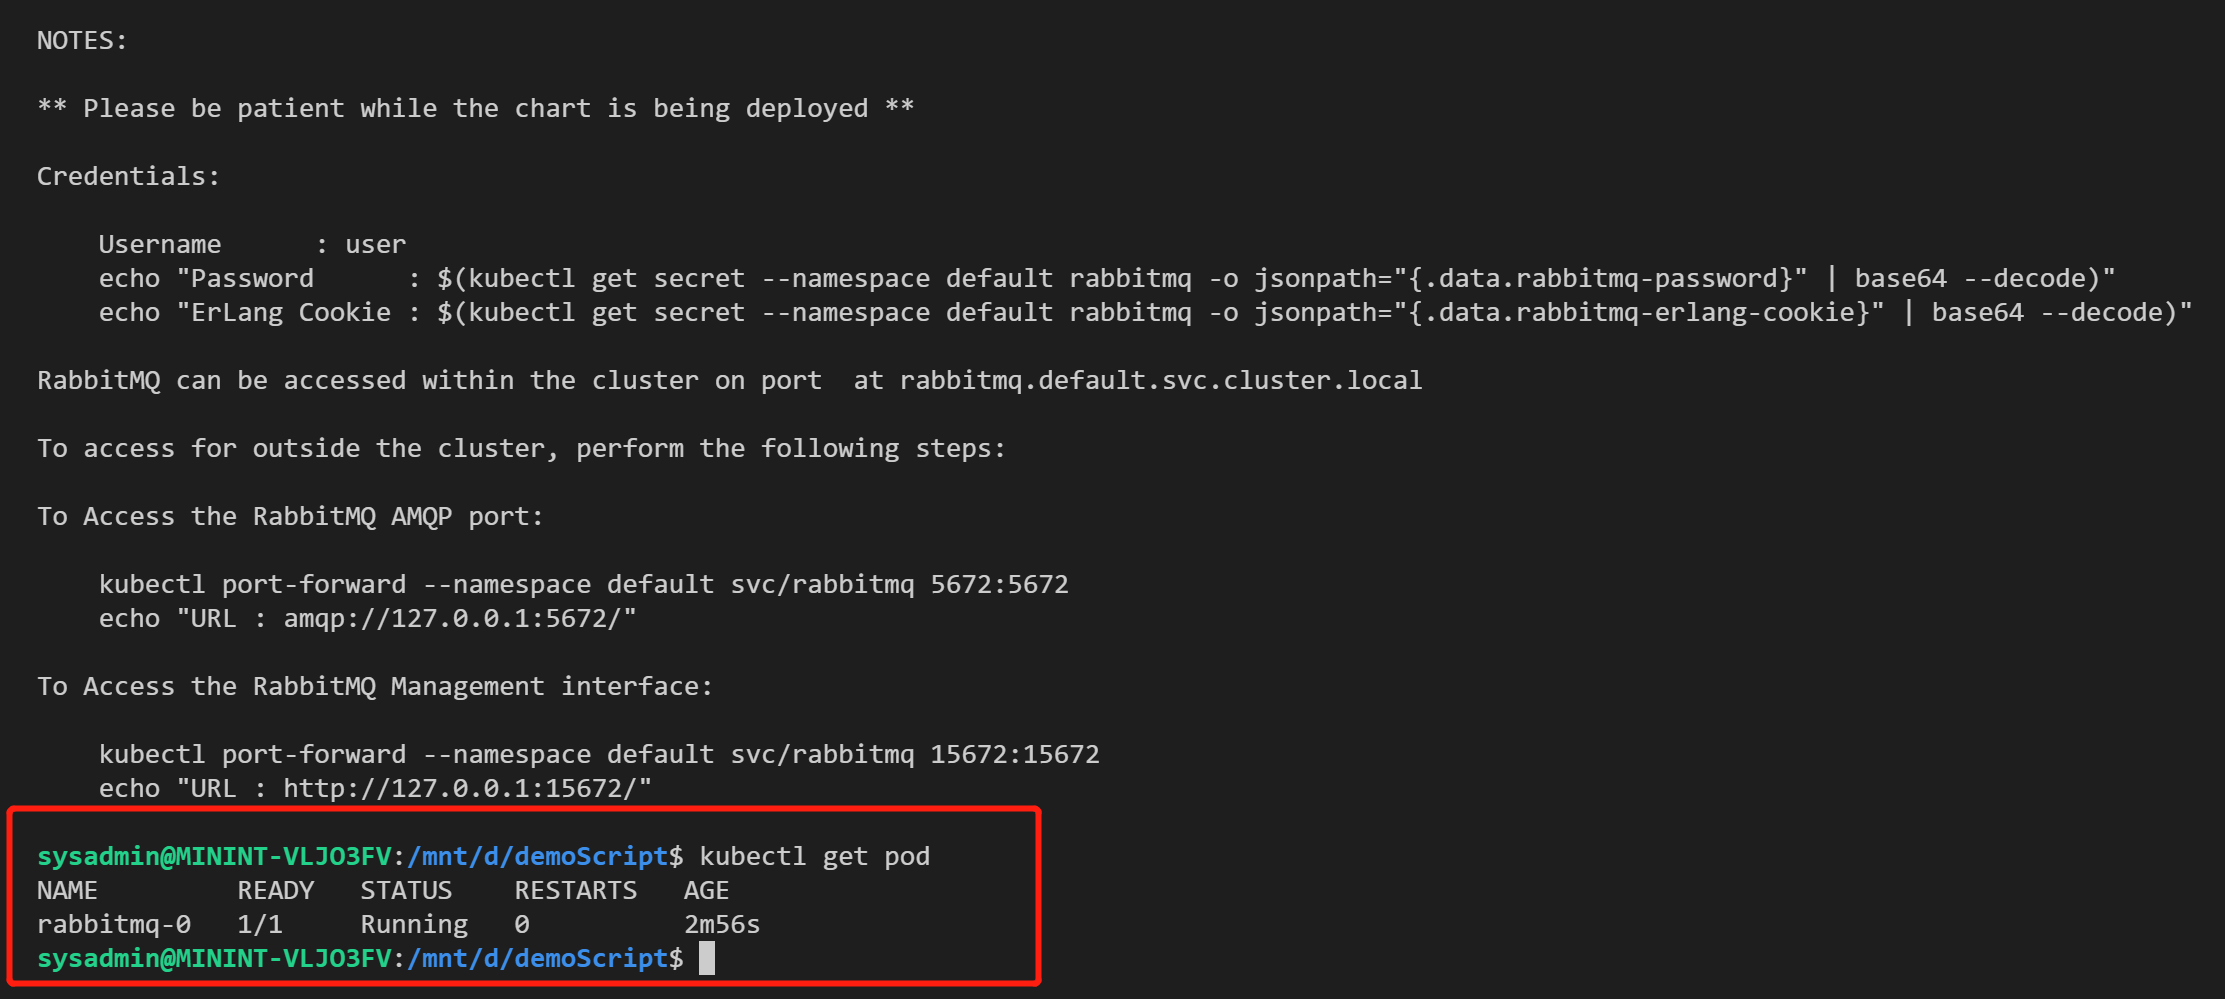 NOTES:
** Please be patient while the chart is being deployed **
Credentials:
Username      : user
echo "Password      : $(kubectl get secret --namespace default rabbitmq -o jsonpath="{.data.rabbitmq-password}" | base64 --decode)"
echo "ErLang Cookie : $(kubectl get secret --namespace default rabbitmq -o jsonpath="{.data.rabbitmq-erlang-cookie}" | base64 --decode)"
RabbitMQ can be accessed within the cluster on port  at rabbitmq.default.svc.cluster.local
To access for outside the cluster, perform the following steps:
To Access the RabbitMQ AMQP port:
kubectl port-forward --namespace default svc/rabbitmq 5672:5672
echo "URL : amqp://127.0.0.1:5672/"
To Access the RabbitMQ Management interface:
kubectl port-forward --namespace default svc/rabbitmq 15672:15672
echo "URL : http://127.0.0.1:15672/"
sysadmin@MININT-VLJO3FV:/mnt/d/demoScript$ kubectl get pod
NAME         READY   STATUS    RESTARTS   AGE
rabbitmq-0   1/1     Running   0          2m56s
sysadmin@MININT-VLJO3FV:/mnt/d/demoScript$